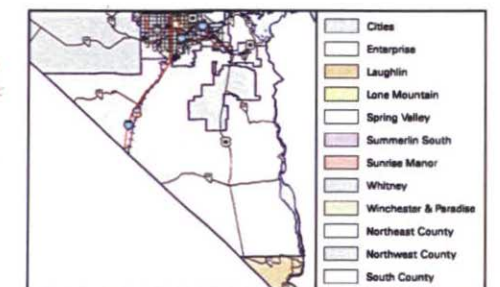 Cities
Enterprise
Laughlin
Lone Mountain
Spring Valley
Summerlin South
Sunrise Manor
Whitney
Winchester & Paradise
Northeast County
Northwest County
South County